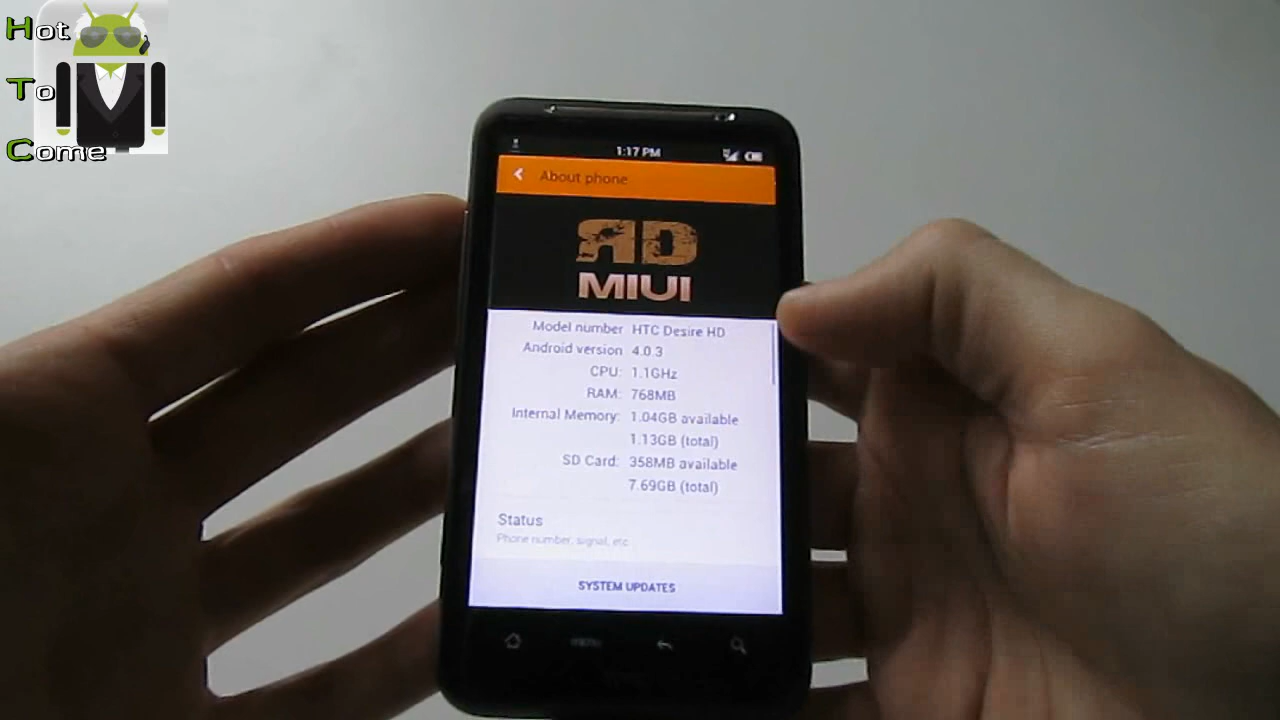 Hot
To
Come
1:17 PM
About phone
RD
MIUI
Model number HTC Desire HD
Android version 4.0.3
CPU: 1.1GHz
RAM: 768MB
Internal Memory: 1.04GB available
1.13GB (total)
SD Card: 358MB available
7.69GB (total)
Status
Phone number, signal, etc
SYSTEM UPDATES
MENU